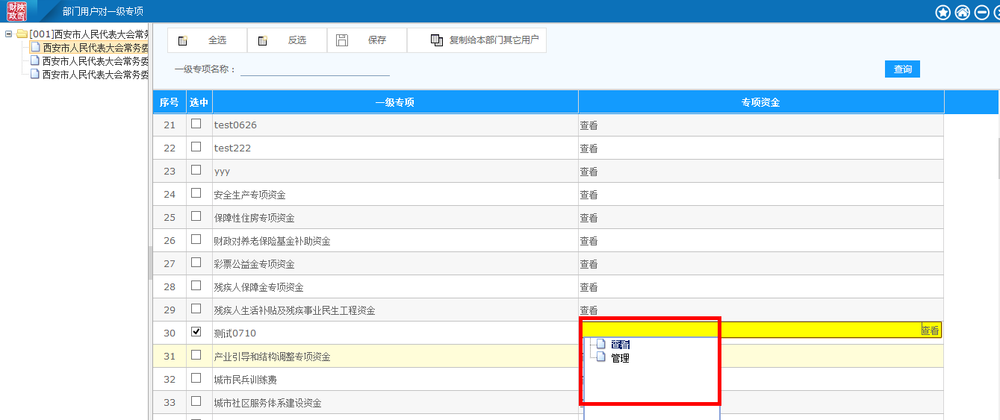 财政
陕西
部门用户对一级专项
[001]西安市人民代表大会常务
西安市人民代表大会常务委
西安市人民代表大会常务委
西安市人民代表大会常务委
全选 反选 保存 复制给本部门其它用户
一级专项名称： 查询
序号 选中 一级专项 专项资金
21 test0626 查看
22 test222 查看
23 yyy 查看
24 安全生产专项资金 查看
25 保障性住房专项资金 查看
26 财政对养老保险基金补助资金 查看
27 彩票公益金专项资金 查看
28 残疾人保障金专项资金 查看
29 残疾人生活补贴及残疾事业民生工程资金 查看
30 测试0710 查看
查看
31 产业引导和结构调整专项资金
管理
32 城市民兵训练费
33 城市社区服务体系建设资金